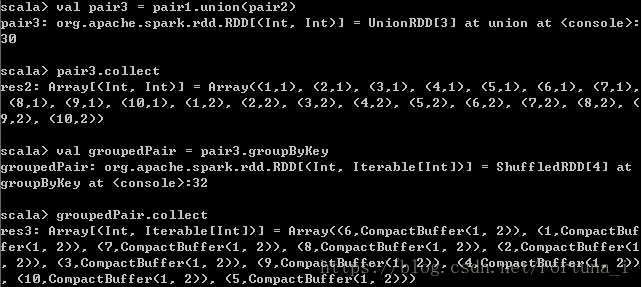 scala> val pair3 = pair1.union(pair2)
pair3: org.apache.spark.rdd.RDD[(Int, Int)] = UnionRDD[3] at union at <console>:
30
scala> pair3.collect
res2: Array[(Int, Int)] = Array((1,1), (2,1), (3,1), (4,1), (5,1), (6,1), (7,1),
(8,1), (9,1), (10,1), (1,2), (2,2), (3,2), (4,2), (5,2), (6,2), (7,2), (8,2), (
9,2), (10,2))
scala> val groupedPair = pair3.groupByKey
groupedPair: org.apache.spark.rdd.RDD[(Int, Iterable[Int])] = ShuffledRDD[4] at
groupByKey at <console>:32
scala> groupedPair.collect
res3: Array[(Int, Iterable[Int])] = Array((6,CompactBuffer(1, 2)), (1,CompactBuf
fer(1, 2)), (7,CompactBuffer(1, 2)), (8,CompactBuffer(1, 2)), (2,CompactBuffer(1
, 2)), (3,CompactBuffer(1, 2)), (9,CompactBuffer(1, 2)), (4,CompactBuffer(1, 2))
, (10,CompactBuffer(1, 2)), (5,CompactBuffer(1, 2)))